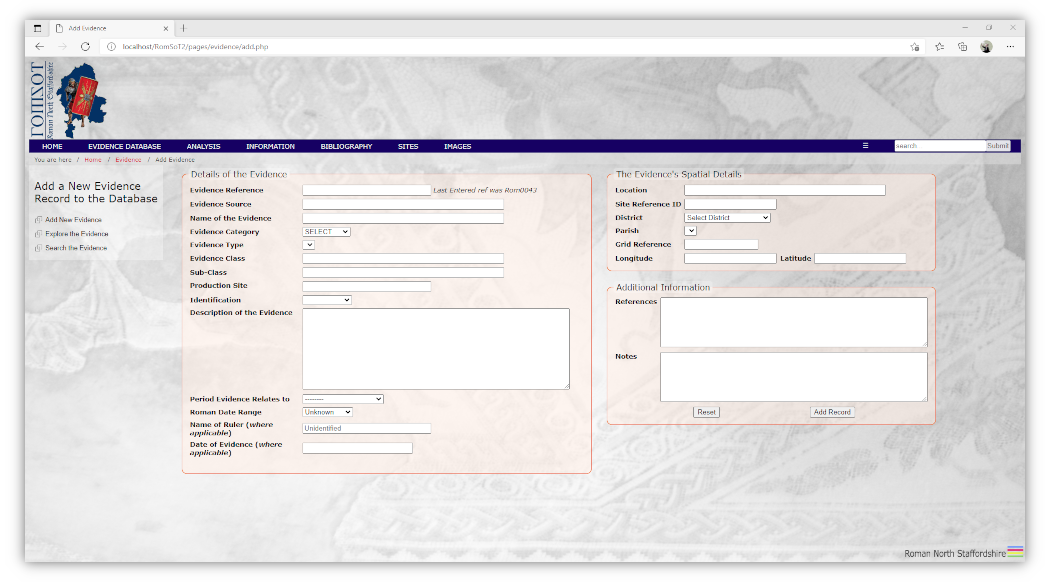 Add Evidence
localhost/RomSoT2/pages/evidence/add.php
ΓΟΠΙΖΟΤ
Roman North Staffordshire
HOME EVIDENCE DATABASE ANALYSIS INFORMATION BIBLIOGRAPHY SITES IMAGES search Submit
You are here / Home / Evidence / Add Evidence
Add a New Evidence
Record to the Database
Add New Evidence
Explore the Evidence
Search the Evidence
Details of the Evidence
Evidence Reference Last Entered ref was Rom0043
Evidence Source
Name of the Evidence
Evidence Category SELECT
Evidence Type
Evidence Class
Sub-Class
Production Site
Identification
Description of the Evidence
Period Evidence Relates to --------
Roman Date Range Unknown
Name of Ruler (where
applicable) Unidentified
Date of Evidence (where
applicable)
The Evidence's Spatial Details
Location
Site Reference ID
District Select District
Parish
Grid Reference
Longitude Latitude
Additional Information
References
Notes
Reset Add Record
Roman North Staffordshire